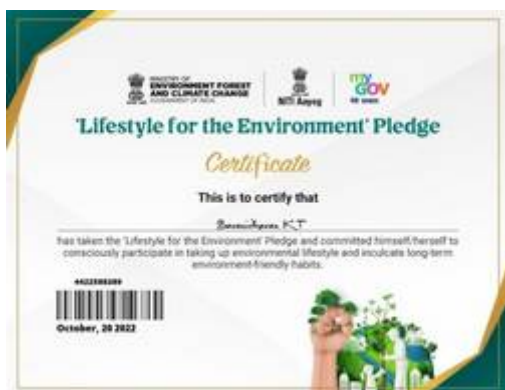 MINISTRY OF
ENVIRONMENT FOREST
AND CLIMATE CHANGE
GOVERNMENT OF INDIA
NITI Aayog
my
GOV
'Lifestyle for the Environment' Pledge
Certificate
This is to certify that
K T
has taken the 'Lifestyle for the Environment' Pledge and committed himself/herself to
consciously participate in taking up environmental lifestyle and inculcate long-term
environment-friendly habits.
October, 20 2022